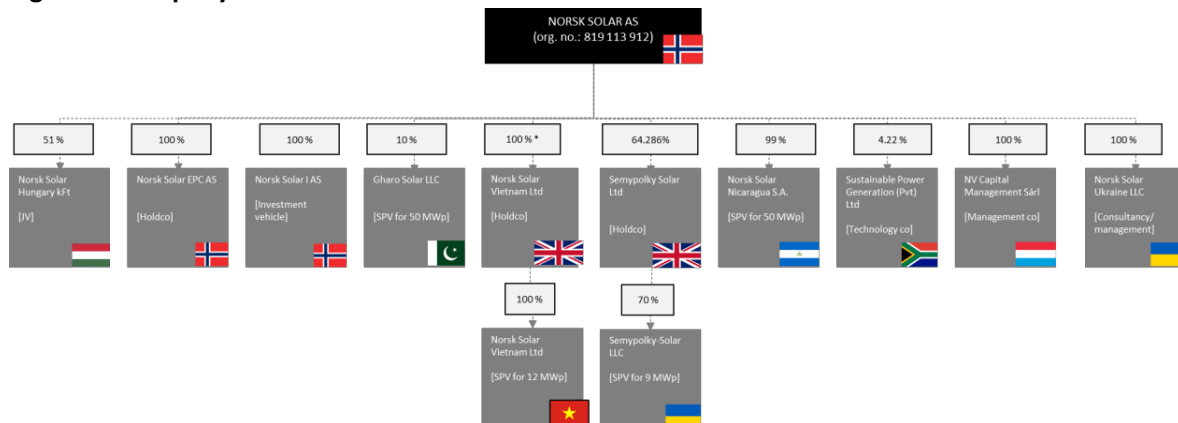 NORSK SOLAR AS
(org. no.: 819 113 912)
51 %
100 %
100 %
10 %
100 % *
64.286%
99 %
4.22 %
100 %
100 %
Norsk Solar
Hungary kFt
[JV]
Norsk Solar EPC AS
[Holdco]
Norsk Solar I AS
[Investment
vehicle]
Gharo Solar LLC
[SPV for 50 MWp]
Norsk Solar
Vietnam Ltd
[Holdco]
Semypolky Solar
Ltd
[Holdco]
Norsk Solar
Nicaragua S.A.
[SPV for 50 MWp]
Sustainable Power
Generation (Pvt)
Ltd
[Technology co]
NV Capital
Management Sárl
[Management co]
Norsk Solar
Ukraine LLC
[Consultancy/
management]
100 %
70 %
Norsk Solar
Vietnam Ltd
[SPV for 12 MWp]
Semypolky-Solar
LLC
[SPV for 9 MWp]